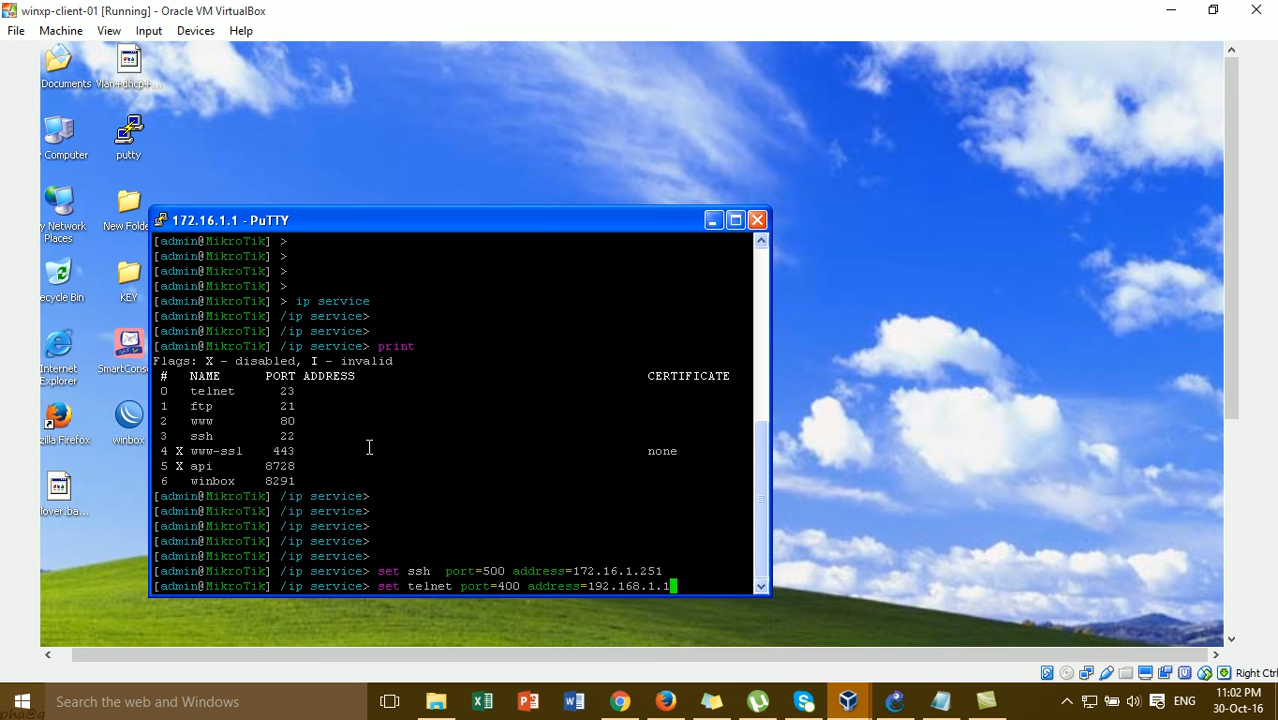 winxp-client-01 [Running] - Oracle VM VirtualBox
File Machine View Input Devices Help
Documents
Vlan+dhcp+...
Computer
putty
Network
Places
New Folde
ecycle Bin
KEY
Internet
Explorer
SmartCons
zilla Firefox
winbox
lover,ba...
172.16.1.1 - PuTTY
[admin@MikroTik] >
[admin@MikroTik] >
[admin@MikroTik] >
[admin@MikroTik] >
[admin@MikroTik] > ip service
[admin@MikroTik] /ip service>
[admin@MikroTik] /ip service>
[admin@MikroTik] /ip service> print
Flags: X - disabled, I - invalid
# NAME PORT ADDRESS CERTIFICATE
0 telnet 23
1 ftp 21
2 www 80
3 ssh 22
4 X www-ssl 443 none
5 X api 8728
6 winbox 8291
[admin@MikroTik] /ip service>
[admin@MikroTik] /ip service>
[admin@MikroTik] /ip service>
[admin@MikroTik] /ip service>
[admin@MikroTik] /ip service>
[admin@MikroTik] /ip service> set ssh port=500 address=172.16.1.251
[admin@MikroTik] /ip service> set telnet port=400 address=192.168.1.1
Right Ctrl
Search the web and Windows
ENG
11:02 PM
30-Oct-16